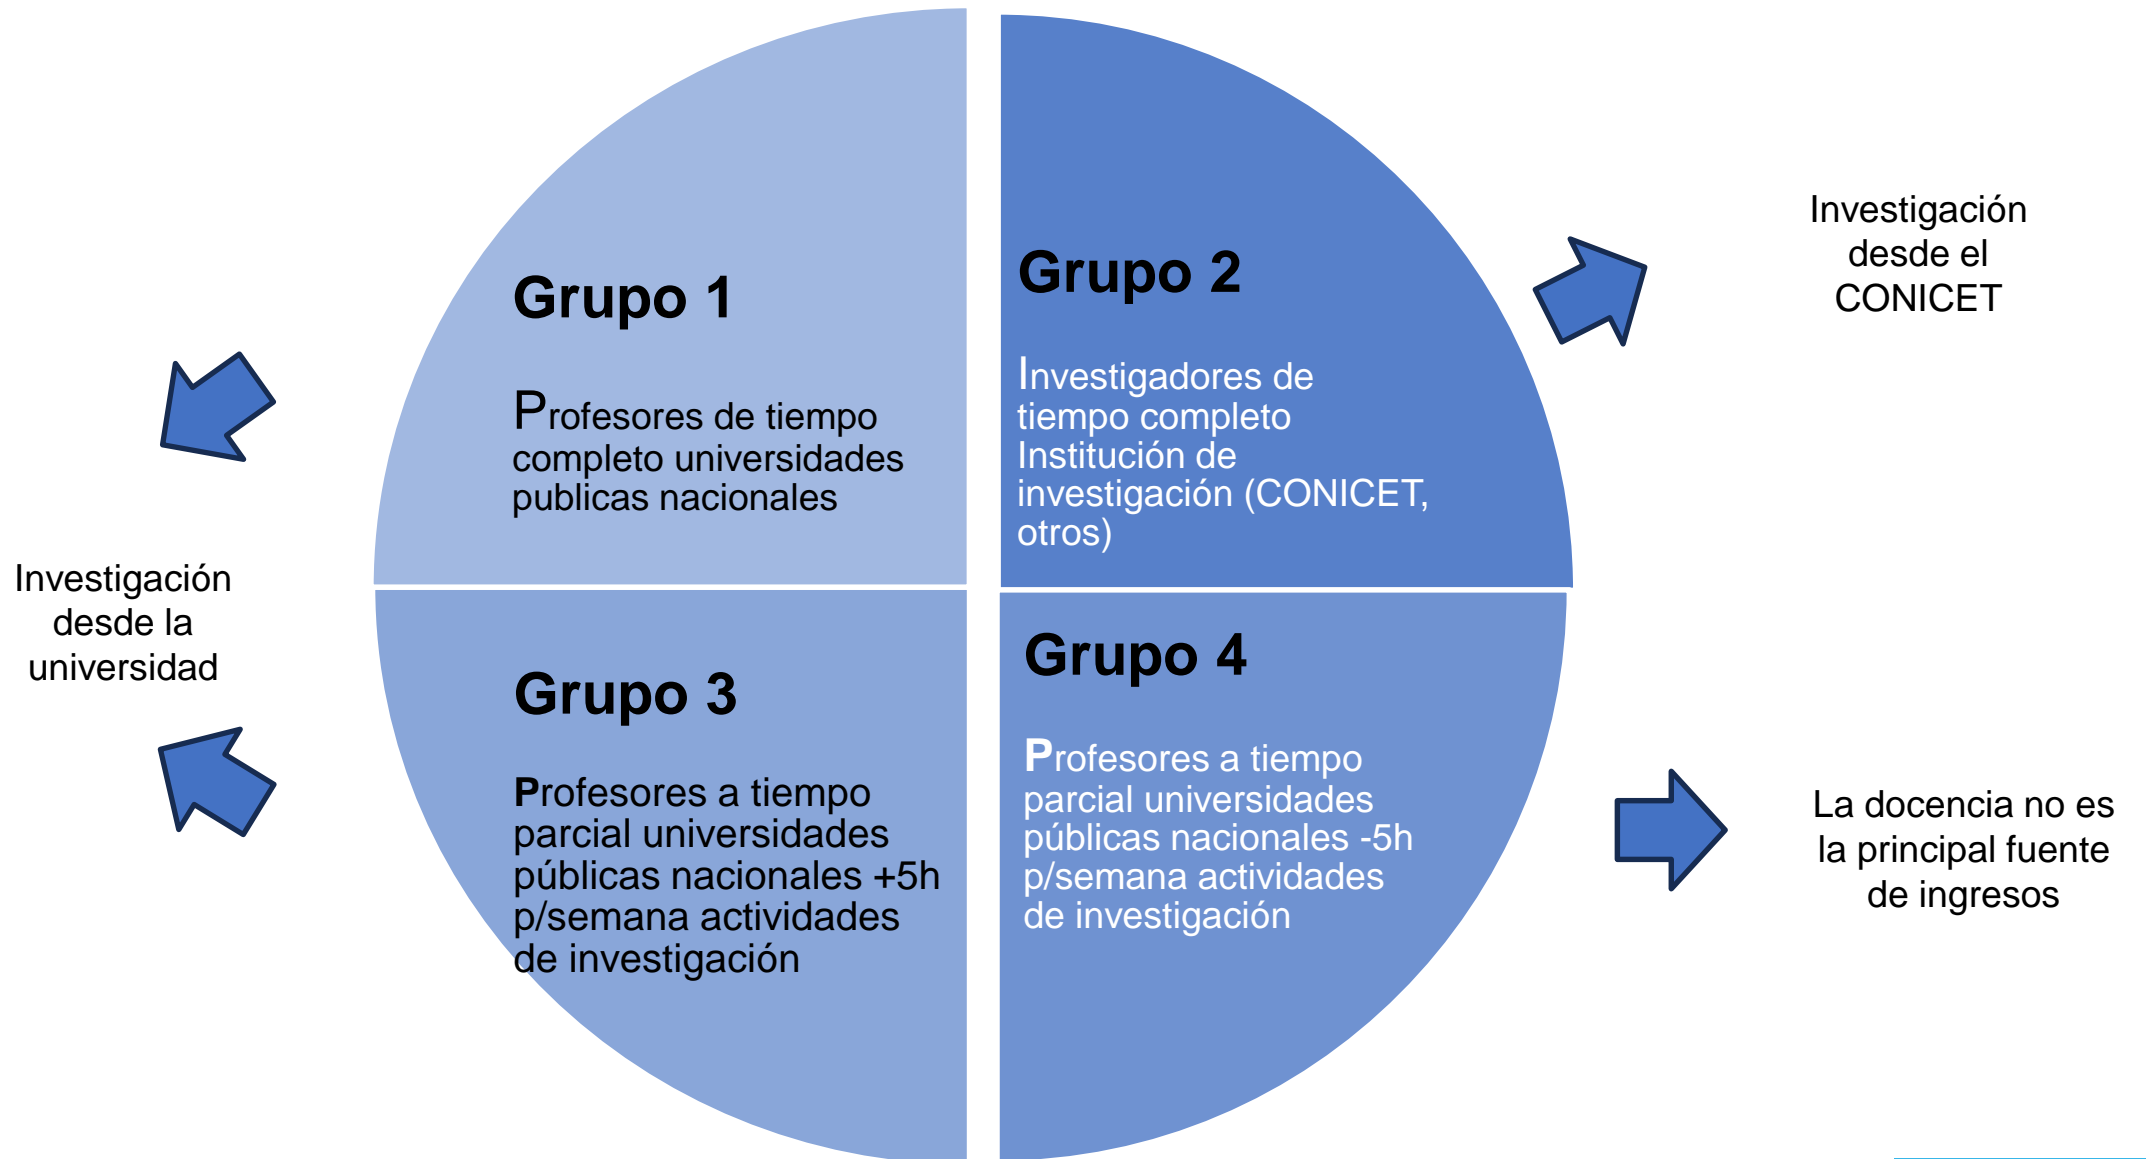 Grupo 1
Profesores de tiempo
completo universidades
publicas nacionales
Grupo 2
Investigadores de
tiempo completo
Institución de
investigación (CONICET,
otros)
Investigación
desde el
CONICET
Investigación
desde la
universidad
Grupo 3
Profesores a tiempo
parcial universidades
públicas nacionales +5h
p/semana actividades
de investigación
Grupo 4
Profesores a tiempo
parcial universidades
públicas nacionales -5h
p/semana actividades
de investigación
La docencia no es
la principal fuente
de ingresos